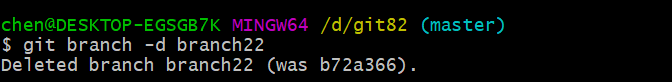 chen@DESKTOP-EGSGB7K MINGW64 /d/git82 (master)
$ git branch -d branch22
Deleted branch branch22 (was b72a366).